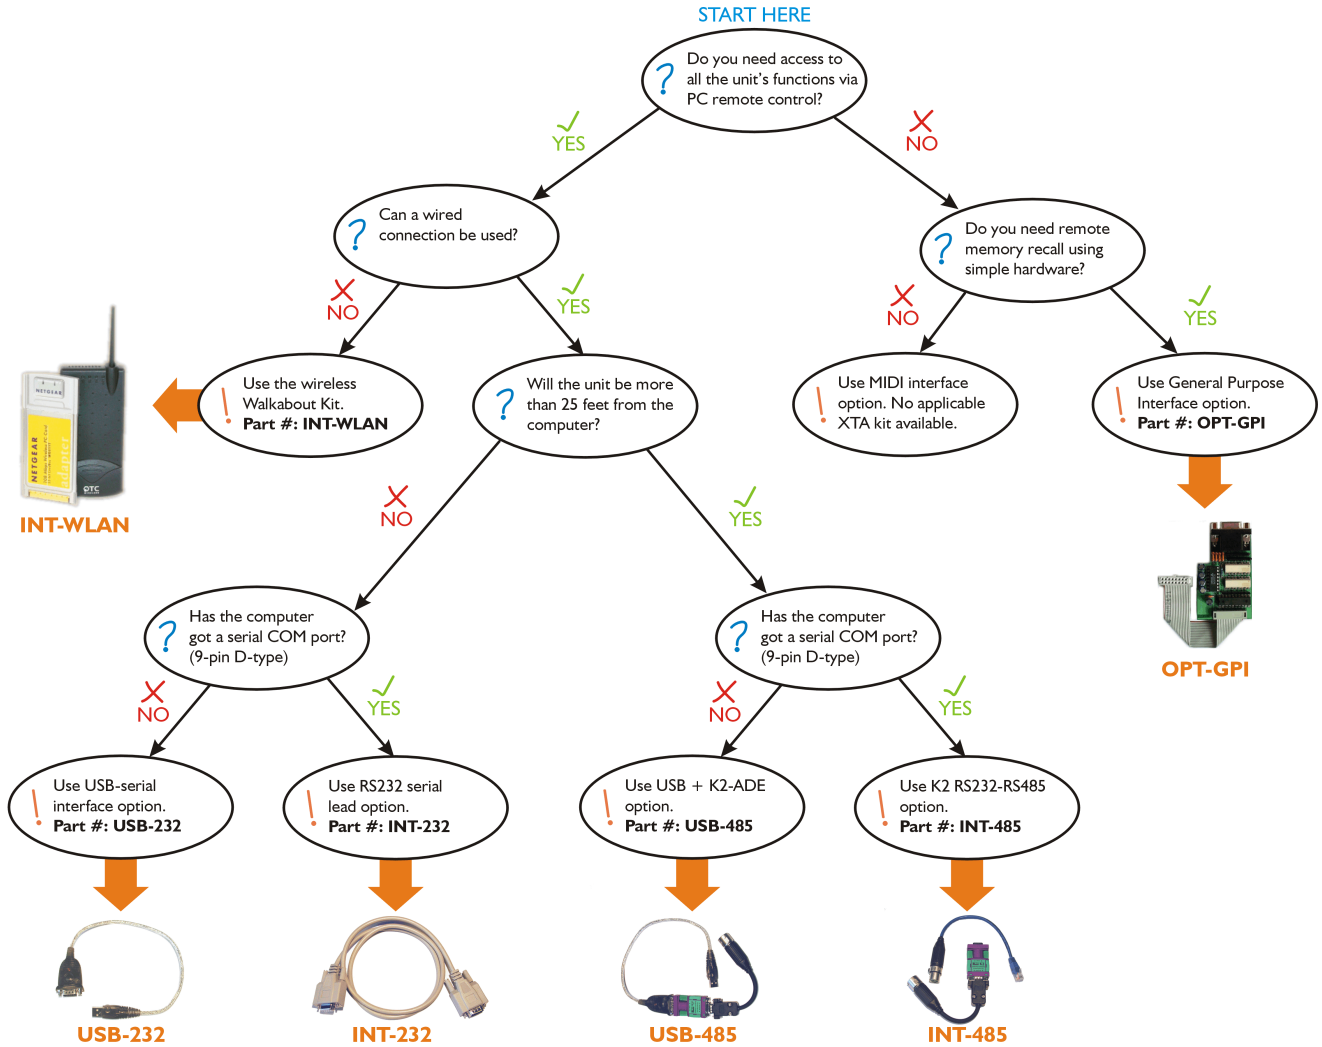 START HERE
Do you need access to
all the unit's functions via
PC remote control?
YES
NO
Can a wired
connection be used?
Do you need remote
memory recall using
simple hardware?
NO
YES
NO
YES
Use the wireless
Walkabout Kit.
Part #: INT-WLAN
Will the unit be more
than 25 feet from the
computer?
Use MIDI interface
option. No applicable
XTA kit available.
Use General Purpose
Interface option.
Part #: OPT-GPI
NETGEAR
NETGEAR
adapter
OTC
INT-WLAN
NO
YES
OPT-GPI
Has the computer
got a serial COM port?
(9-pin D-type)
Has the computer
got a serial COM port?
(9-pin D-type)
NO
YES
NO
YES
Use USB-serial
interface option.
Part #: USB-232
Use RS232 serial
lead option.
Part #: INT-232
Use USB + K2-ADE
option.
Part #: USB-485
Use K2 RS232-RS485
option.
Part #: INT-485
USB-232
INT-232
USB-485
INT-485